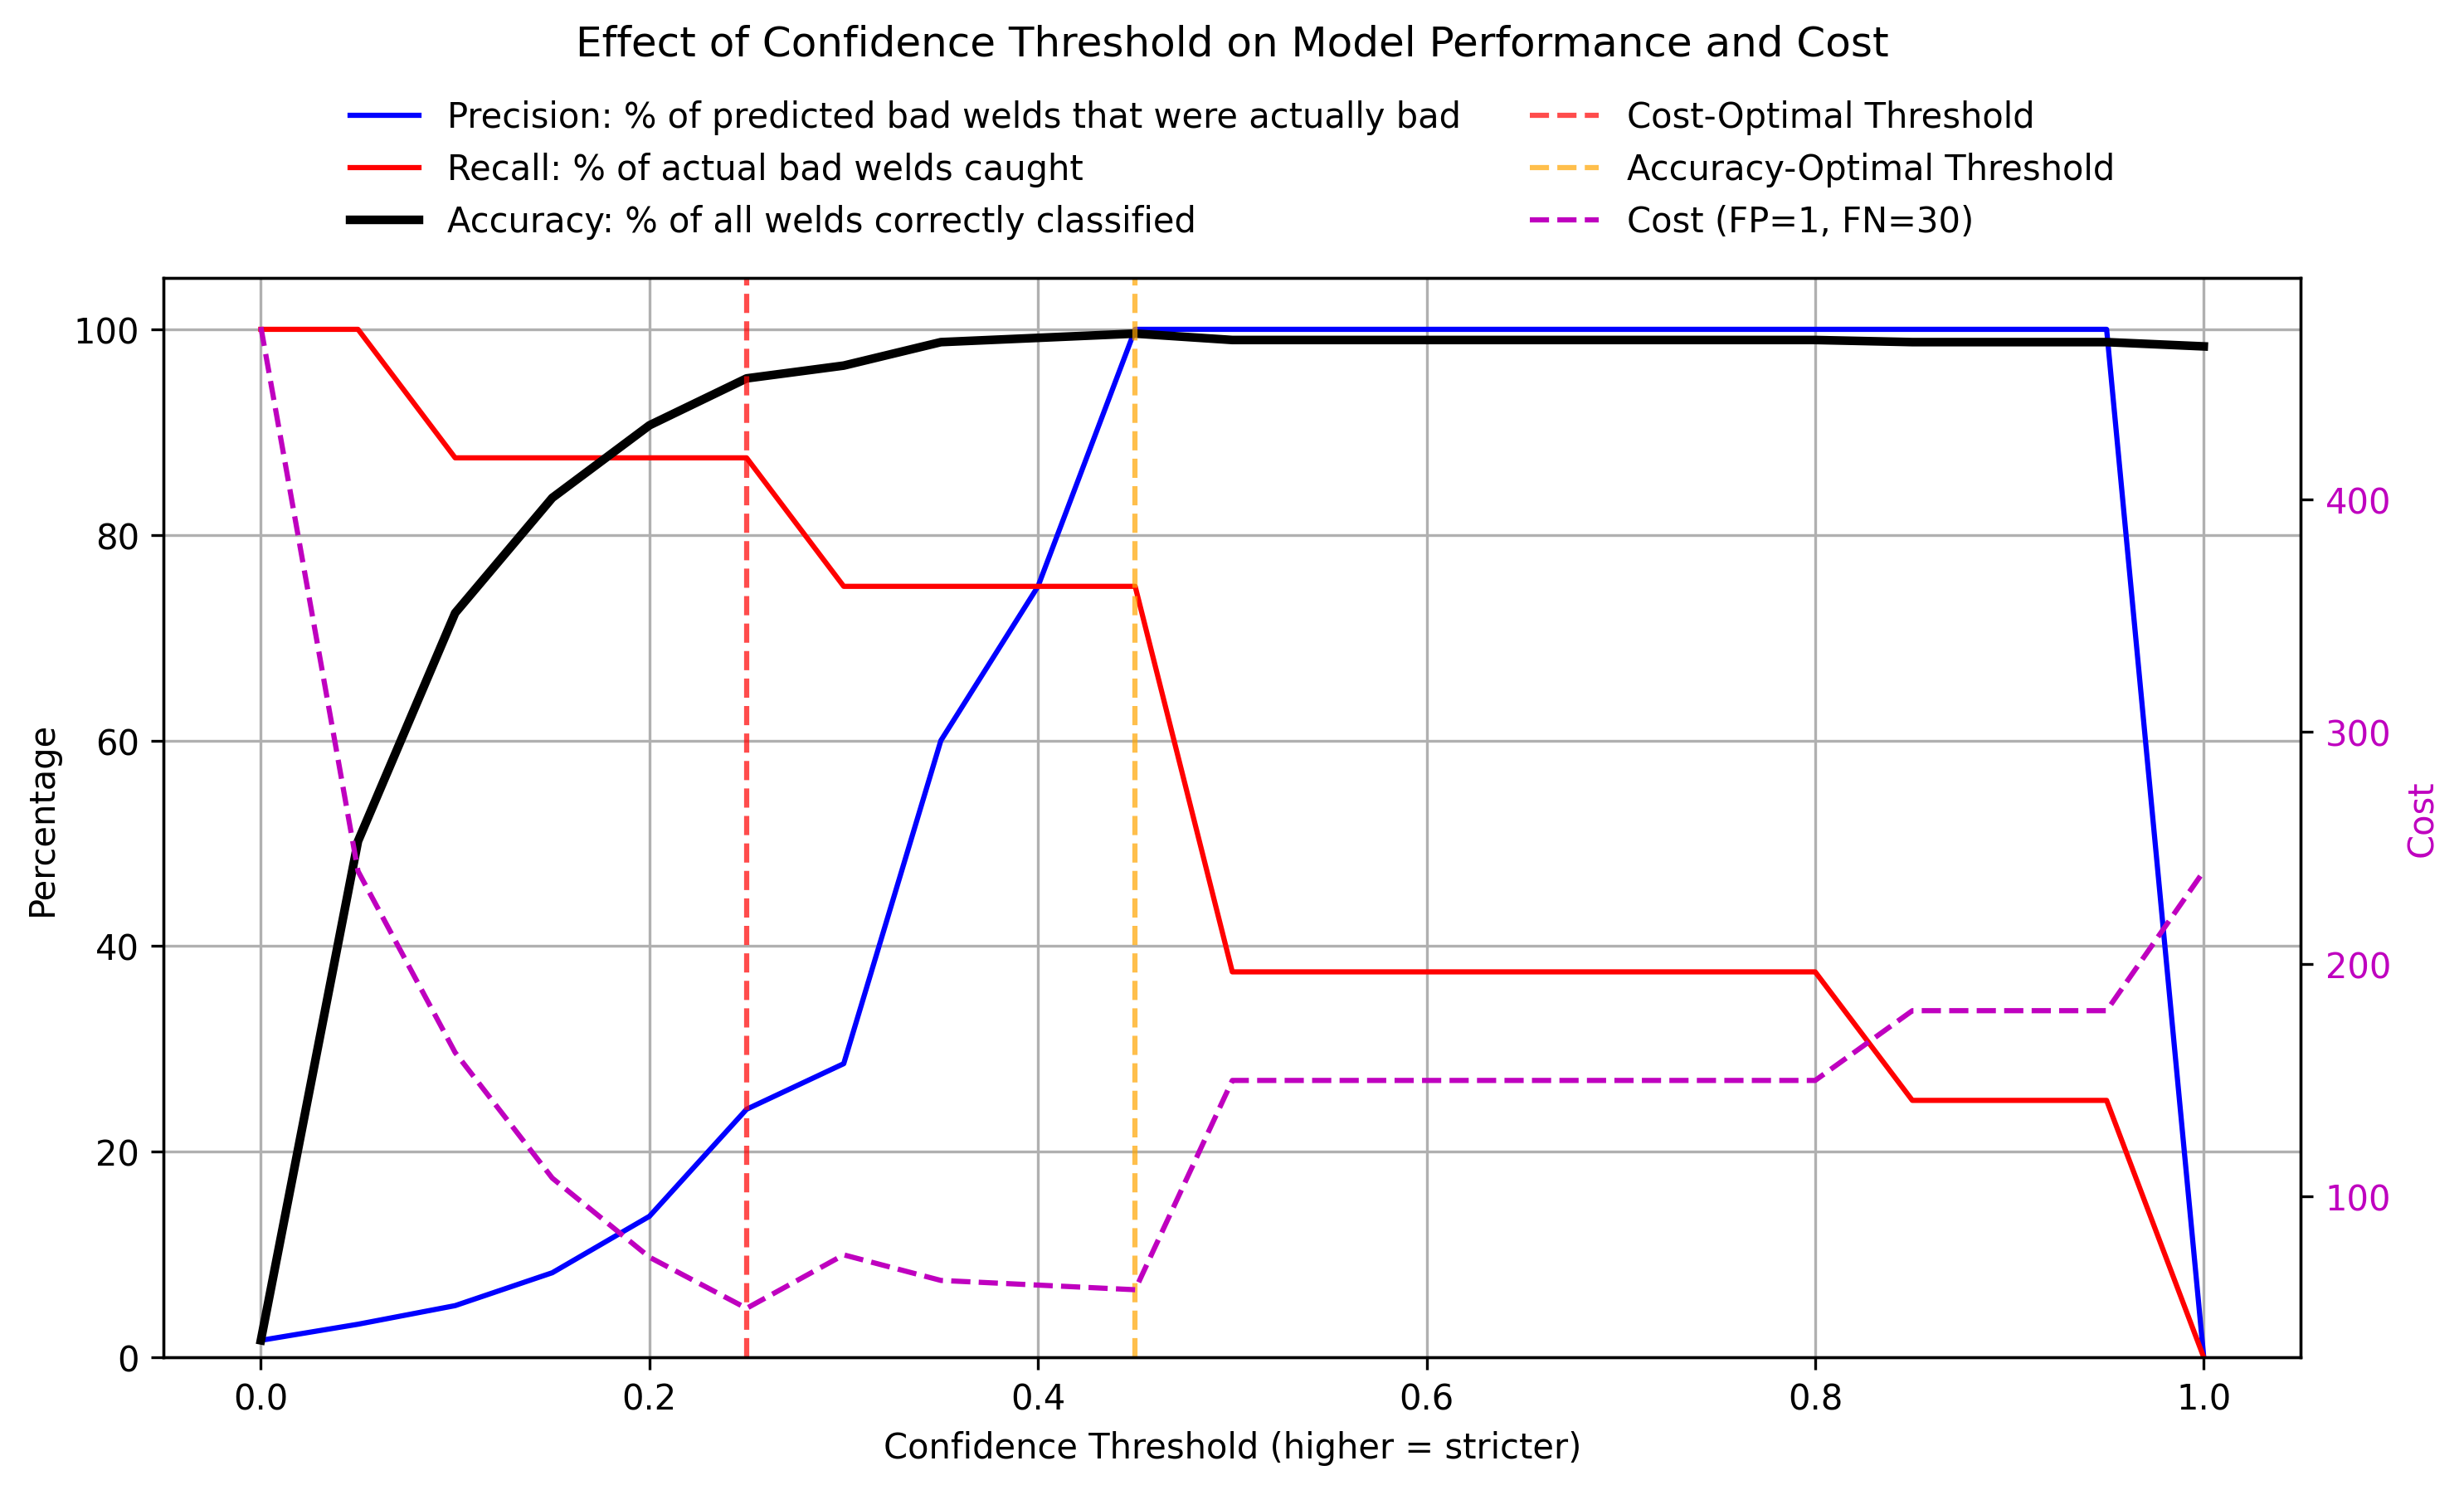 Effect of Confidence Threshold on Model Performance and Cost
Precision: % of predicted bad welds that were actually bad
Recall: % of actual bad welds caught
Accuracy: % of all welds correctly classified
Cost-Optimal Threshold
Accuracy-Optimal Threshold
Cost (FP=1, FN=30)
Percentage
100
80
60
40
20
0
400
300
200
100
Cost
0.0
0.2
0.4
0.6
0.8
1.0
Confidence Threshold (higher = stricter)